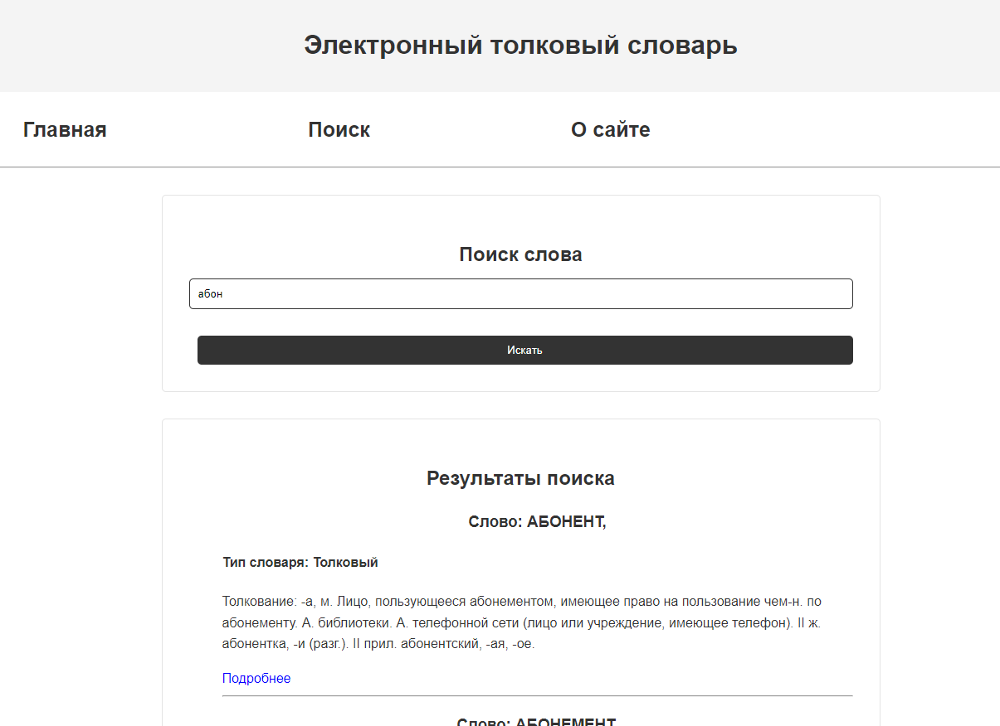 Электронный толковый словарь
Главная Поиск О сайте
Поиск слова
абон
Искать
Результаты поиска
Слово: АБОНЕНТ,
Тип словаря: Толковый
Толкование: -а, м. Лицо, пользующееся абонементом, имеющее право на пользование чем-н. по
абонементу. А. библиотеки. А. телефонной сети (лицо или учреждение, имеющее телефон). II ж.
абонентка, -и (разг.). II прил. абонентский, -ая, -ое.
Подробнее
Слово: АБОНЕМЕНТ